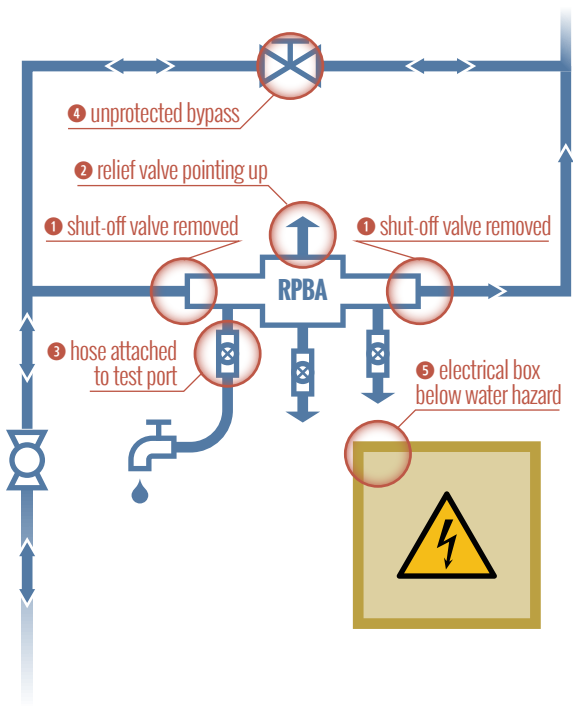 4 unprotected bypass
2 relief valve pointing up
1 shut-off valve removed
1 shut-off valve removed
RPBA
3 hose attached
to test port
5 electrical box
below water hazard